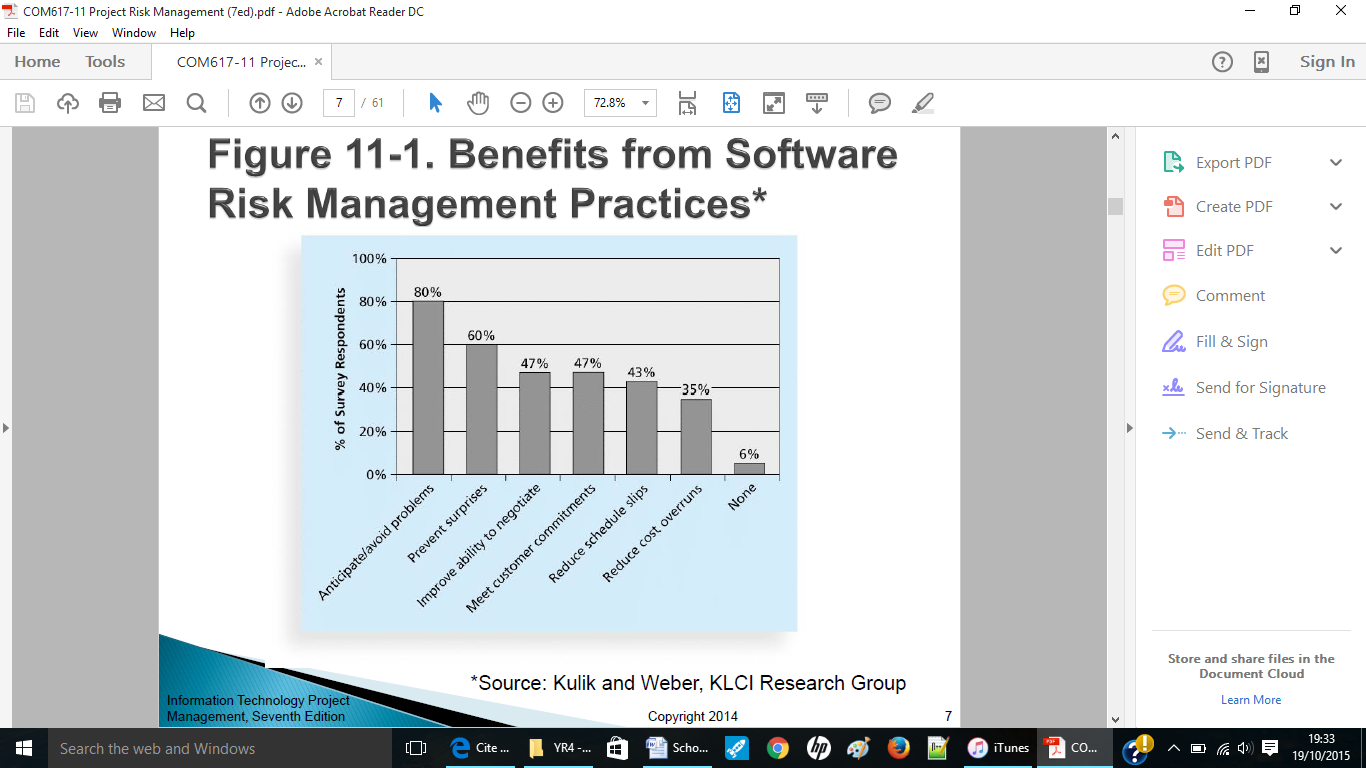 COM617-11 Project Risk Management (7ed).pdf - Adobe Acrobat Reader DC
File Edit View Window Help
Home Tools COM617-11 Projec... × Sign In
7 / 61 72.8%
Figure 11-1. Benefits from Software
Risk Management Practices*
% of Survey Respondents
100%
80%
60%
40%
20%
0%
80%
60%
47%
47%
43%
35%
6%
Anticipate/avoid problems
Prevent surprises
Improve ability to negotiate
Meet customer commitments
Reduce schedule slips
Reduce cost overruns
None
*Source: Kulik and Weber, KLCI Research Group
Information Technology Project
Management, Seventh Edition
Copyright 2014
7
Export PDF
Create PDF
Edit PDF
Comment
Fill & Sign
Send for Signature
Send & Track
Store and share files in the
Document Cloud
Learn More
Search the web and Windows
Cite ...
YR4 -...
Scho...
hp
iTunes
CO...
19:33
19/10/2015